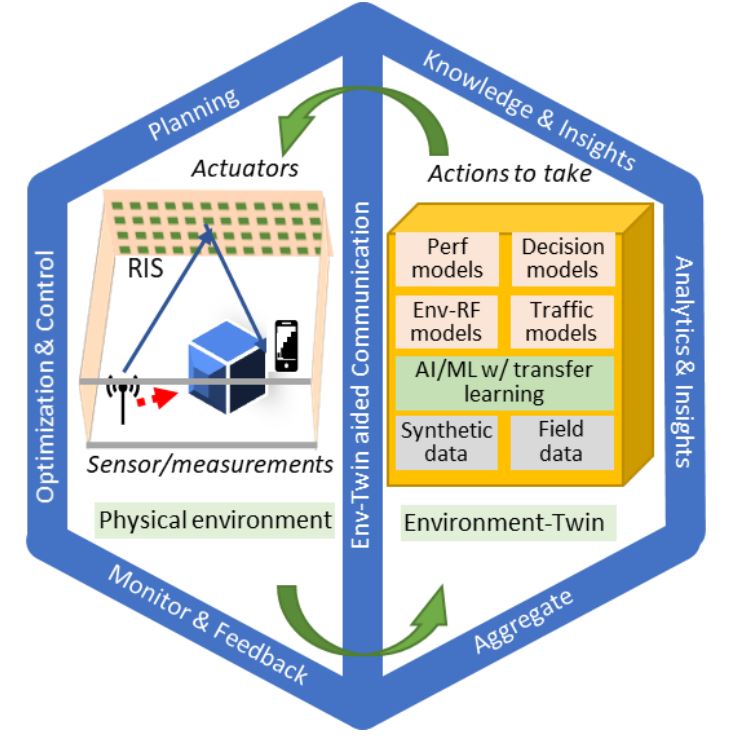 Planning
Knowledge & Insights
Actuators
Actions to take
RIS
Perf
models
Decision
models
Env-RF
models
Traffic
models
AI/ML w/ transfer
learning
Synthetic
data
Field
data
Sensor/measurements
Physical environment
Environment-Twin
Optimization & Control
Env-Twin aided Communication
Analytics & Insights
Monitor & Feedback
Aggregate